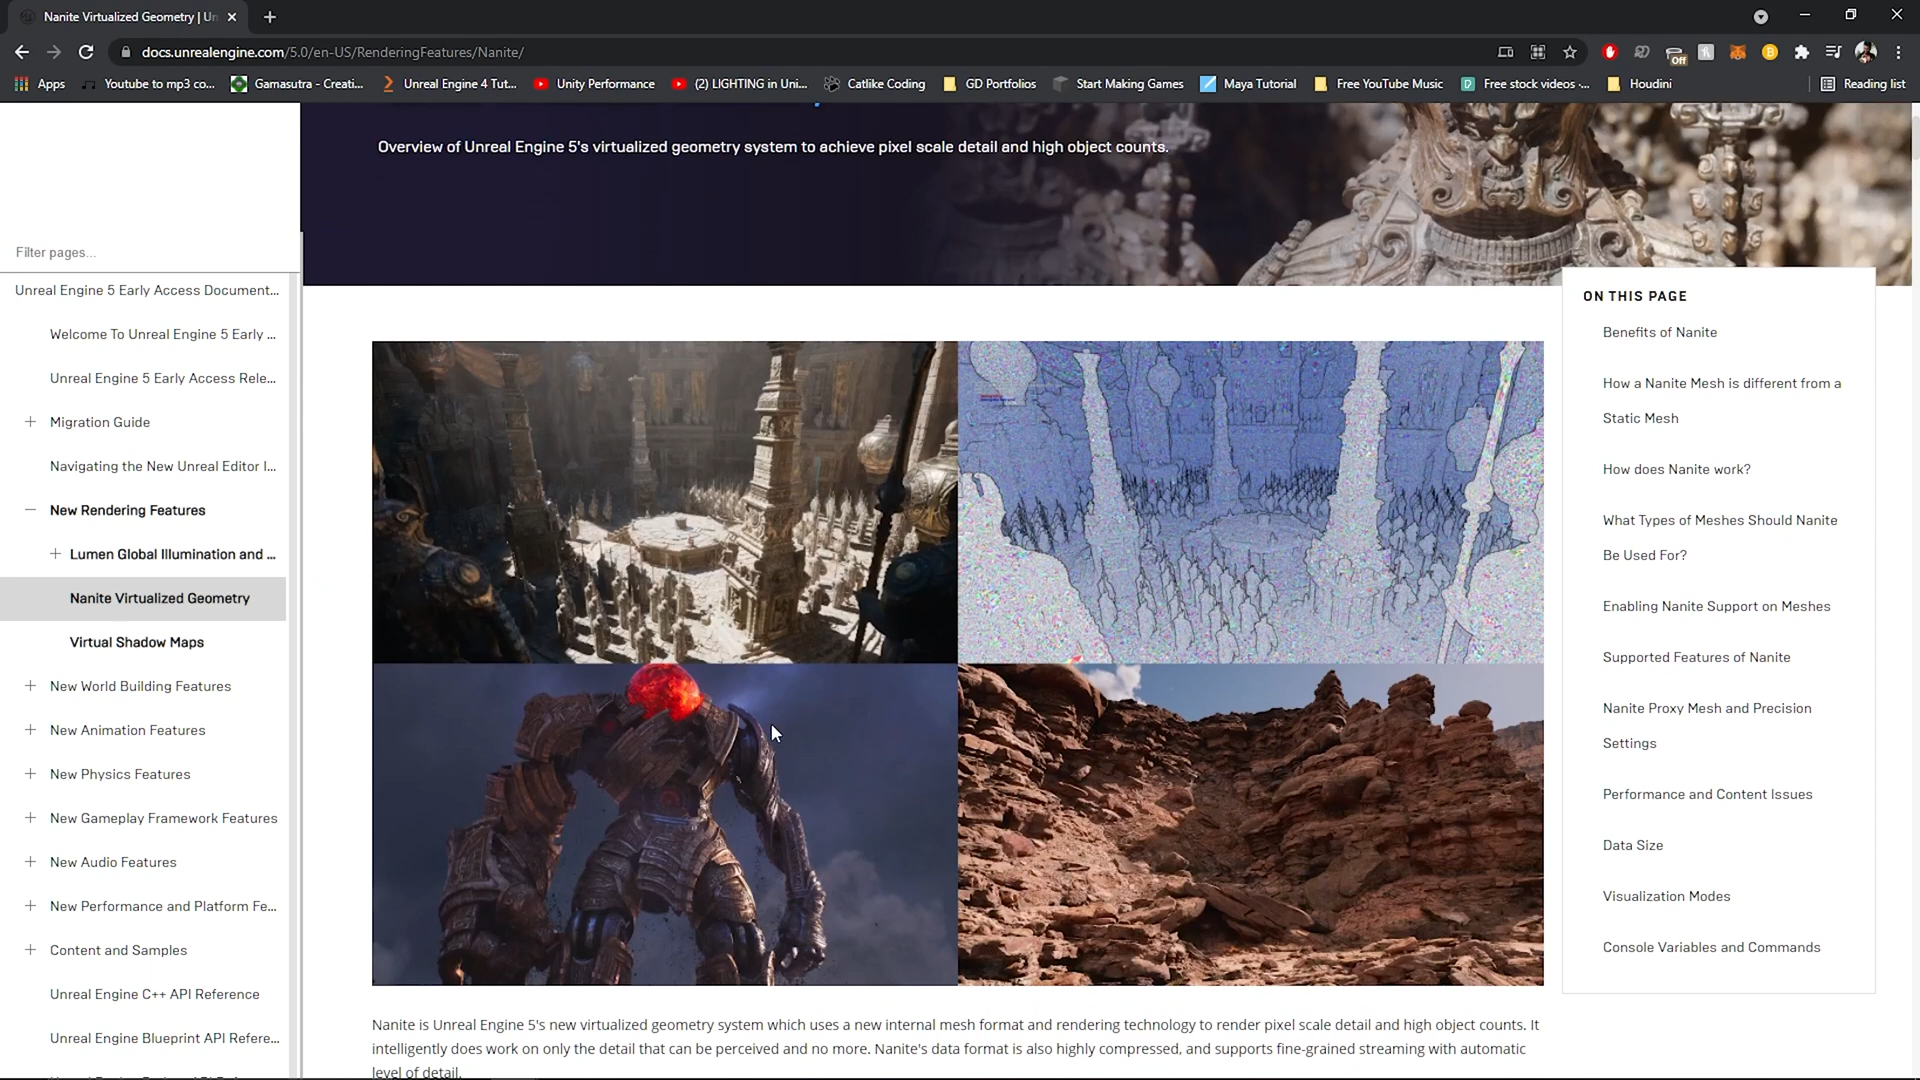 Nanite Virtualized Geometry | Un
docs.unrealengine.com/5.0/en-US/RenderingFeatures/Nanite/
Off
Apps
Youtube to mp3 co...
Gamasutra - Creati...
Unreal Engine 4 Tut...
Unity Performance
(2) LIGHTING in Uni...
Catlike Coding
GD Portfolios
Start Making Games
Maya Tutorial
Free YouTube Music
Free stock videos ·...
Houdini
Reading list
Overview of Unreal Engine 5's virtualized geometry system to achieve pixel scale detail and high object counts.
Filter pages...
Unreal Engine 5 Early Access Document...
Welcome To Unreal Engine 5 Early ...
Unreal Engine 5 Early Access Rele...
Migration Guide
Navigating the New Unreal Editor I...
New Rendering Features
Lumen Global Illumination and ...
Nanite Virtualized Geometry
Virtual Shadow Maps
New World Building Features
New Animation Features
New Physics Features
New Gameplay Framework Features
New Audio Features
New Performance and Platform Fe...
Content and Samples
Unreal Engine C++ API Reference
Unreal Engine Blueprint API Refere...
Nanite is Unreal Engine 5's new virtualized geometry system which uses a new internal mesh format and rendering technology to render pixel scale detail and high object counts. It
intelligently does work on only the detail that can be perceived and no more. Nanite's data format is also highly compressed, and supports fine-grained streaming with automatic
level of detail.
ON THIS PAGE
Benefits of Nanite
How a Nanite Mesh is different from a
Static Mesh
How does Nanite work?
What Types of Meshes Should Nanite
Be Used For?
Enabling Nanite Support on Meshes
Supported Features of Nanite
Nanite Proxy Mesh and Precision
Settings
Performance and Content Issues
Data Size
Visualization Modes
Console Variables and Commands